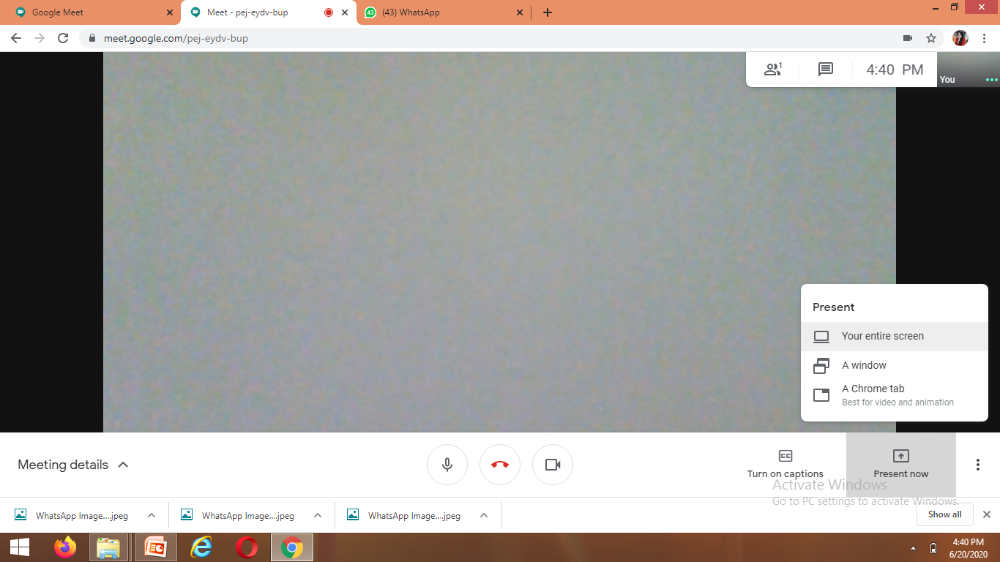 Google Meet
Meet - pej-eydv-bup
43
(43) WhatsApp
meet.google.com/pej-eydv-bup
1
4:40 PM
You
Present
Your entire screen
A window
A Chrome tab
Best for video and animation
Meeting details
CC
Turn on captions
Present now
Activate Windows
Go to PC settings to activate Windows.
WhatsApp Image....jpeg
WhatsApp Image....jpeg
WhatsApp Image....jpeg
Show all
4:40 PM
6/20/2020